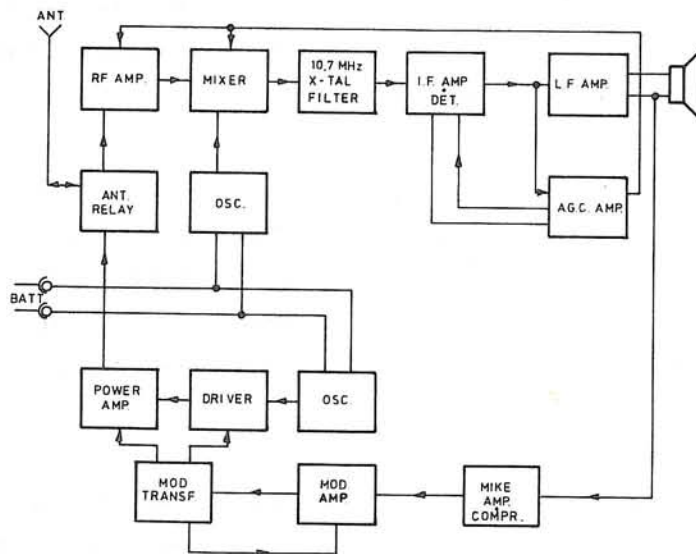 ANT.
RF AMP.
MIXER
10,7 MHz
X-TAL
FILTER
I.F. AMP
+
DET.
L F AMP.
ANT.
RELAY
OSC.
A.G.C. AMP.
BATT
POWER
AMP.
DRIVER
OSC.
MOD
TRANSF
MOD
AMP
MIKE
AMP
+
COMPR.